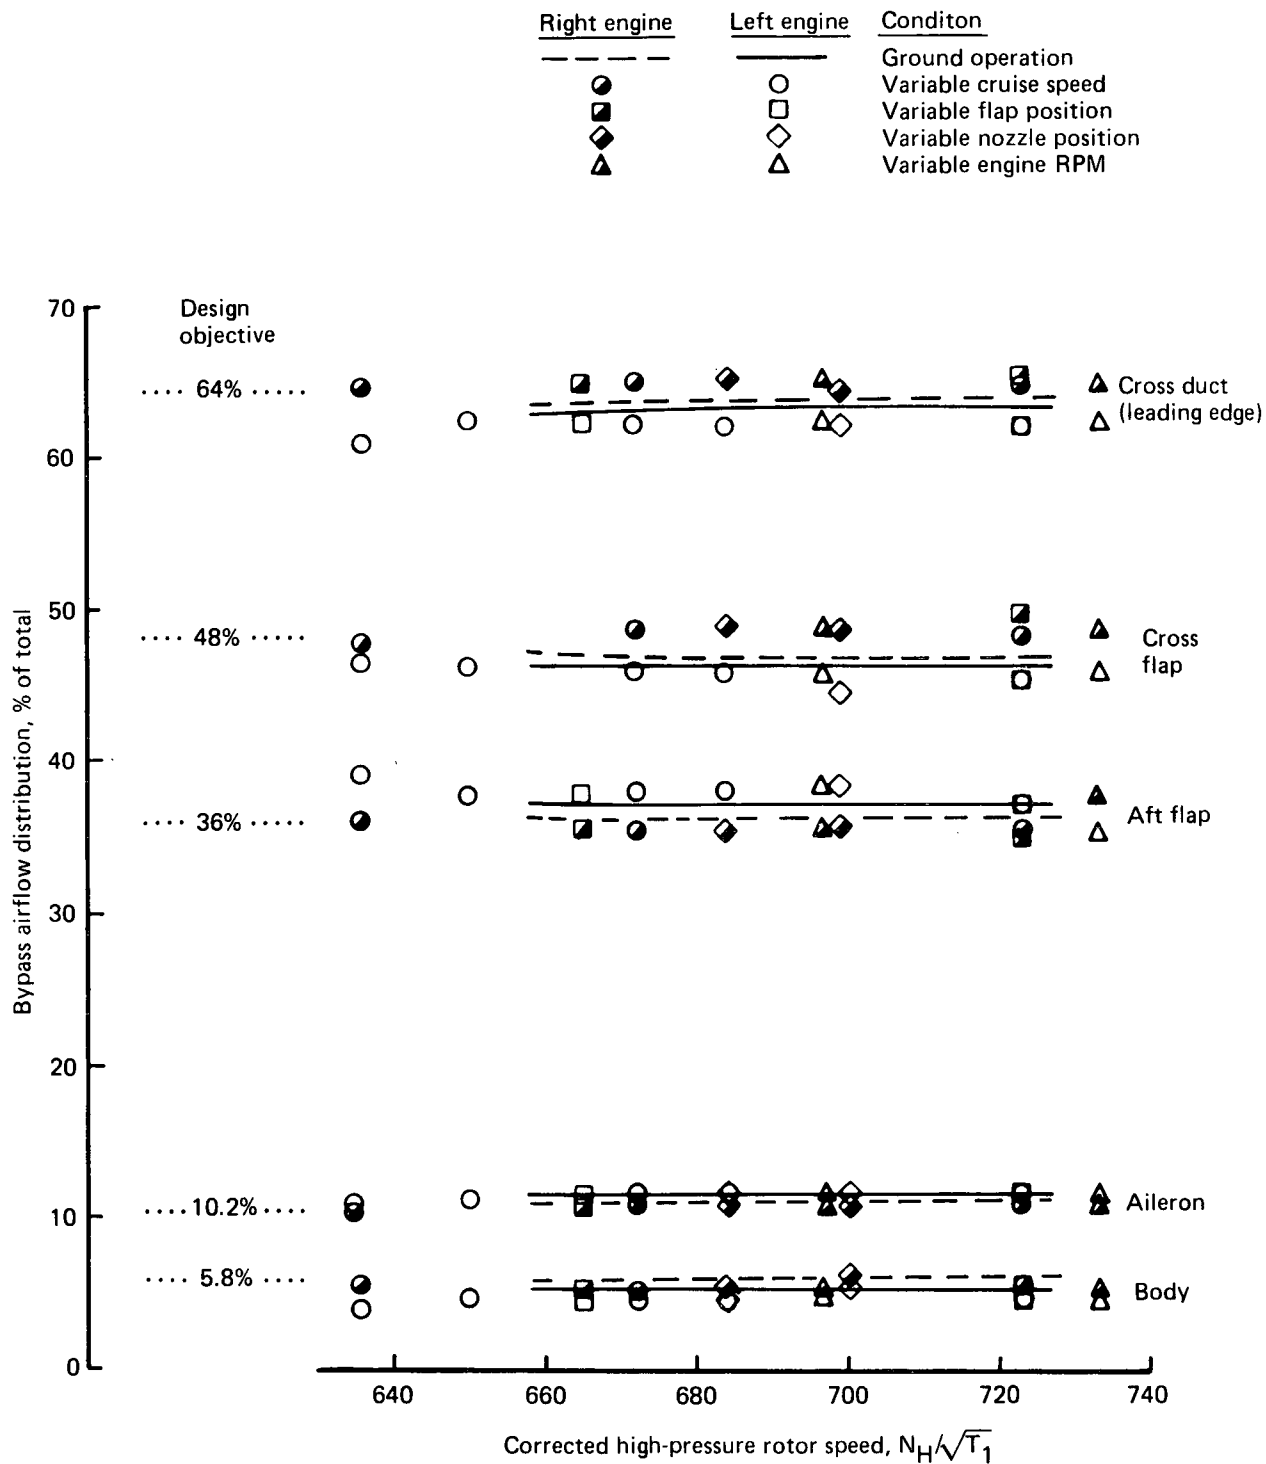 Right engine Left engine Conditon
Ground operation
Variable cruise speed
Variable flap position
Variable nozzle position
Variable engine RPM
Design
objective
70
60
50
40
30
20
10
0
Bypass airflow distribution, % of total
.... 64% .....
.... 48% .....
.... 36% .....
....10.2%....
.... 5.8% ....
Cross duct
(leading edge)
Cross
flap
Aft flap
Aileron
Body
640 660 680 700 720 740
Corrected high-pressure rotor speed, N_H/√T_1